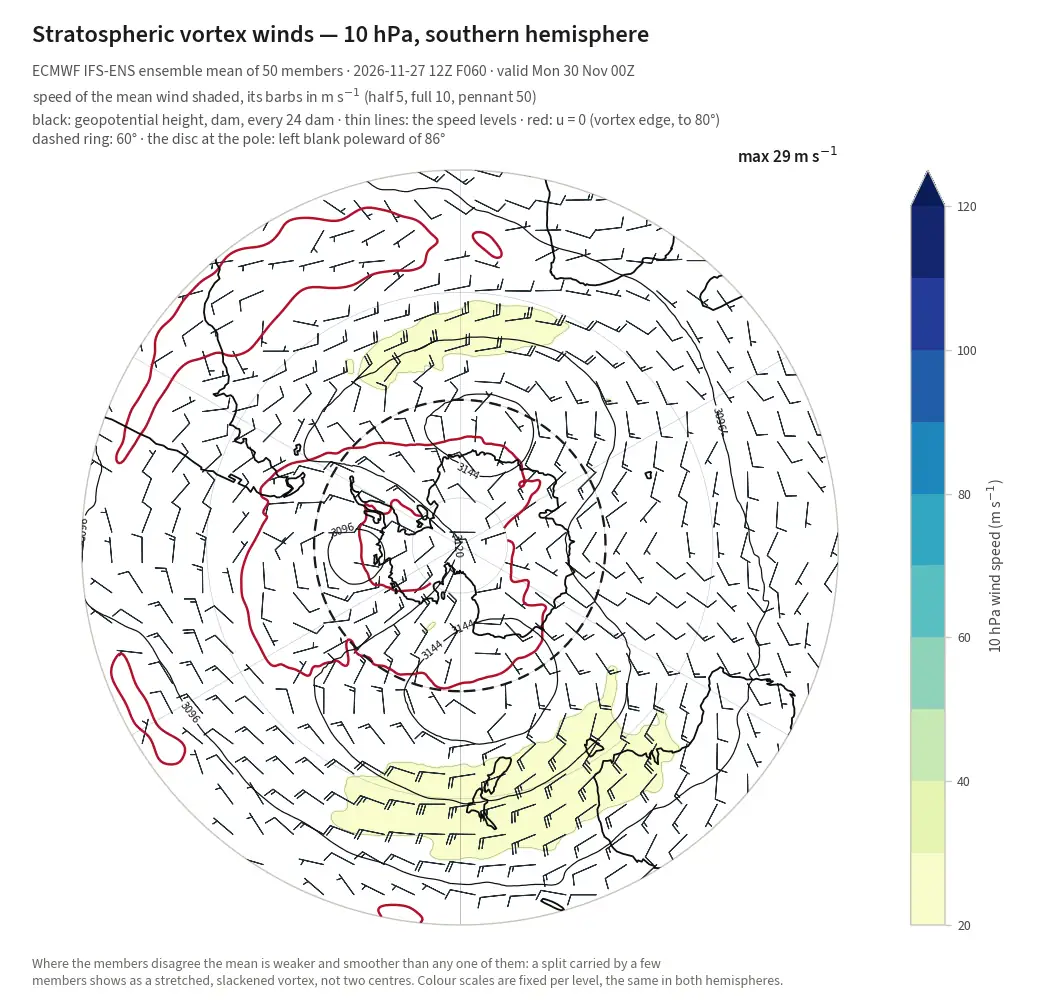 Stratospheric vortex winds — 10 hPa, southern hemisphere
ECMWF IFS-ENS ensemble mean of 50 members · 2026-11-27 12Z F060 · valid Mon 30 Nov 00Z
speed of the mean wind shaded, its barbs in m s⁻¹ (half 5, full 10, pennant 50)
black: geopotential height, dam, every 24 dam · thin lines: the speed levels · red: u = 0 (vortex edge, to 80°)
dashed ring: 60° · the disc at the pole: left blank poleward of 86°
max 29 m s⁻¹
120
100
80
60
40
20
10 hPa wind speed (m s⁻¹)
3096
3144
3096
3096
3120
3144
3144
3096
Where the members disagree the mean is weaker and smoother than any one of them: a split carried by a few
members shows as a stretched, slackened vortex, not two centres. Colour scales are fixed per level, the same in both hemispheres.